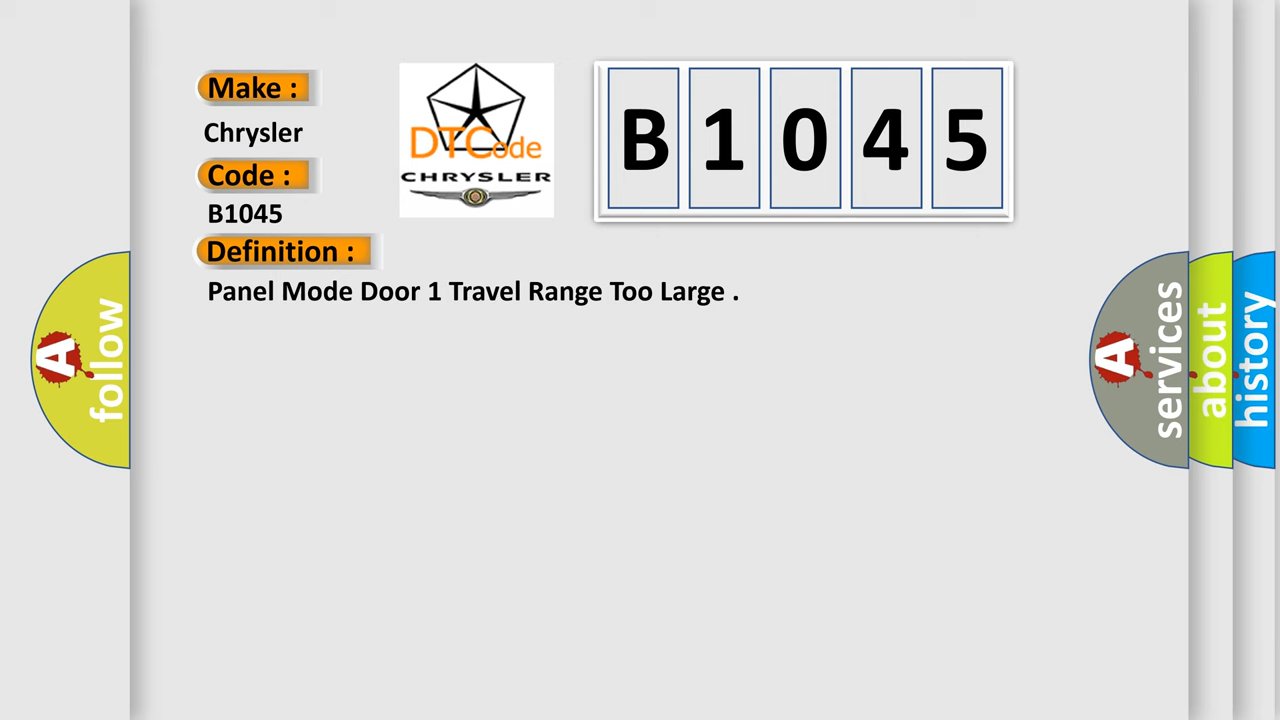 Make :
Chrysler
Code :
B1045
Definition :
Panel Mode Door 1 Travel Range Too Large .
DTCode
CHRYSLER
B 1 0 4 5
A follow
A services
about
history